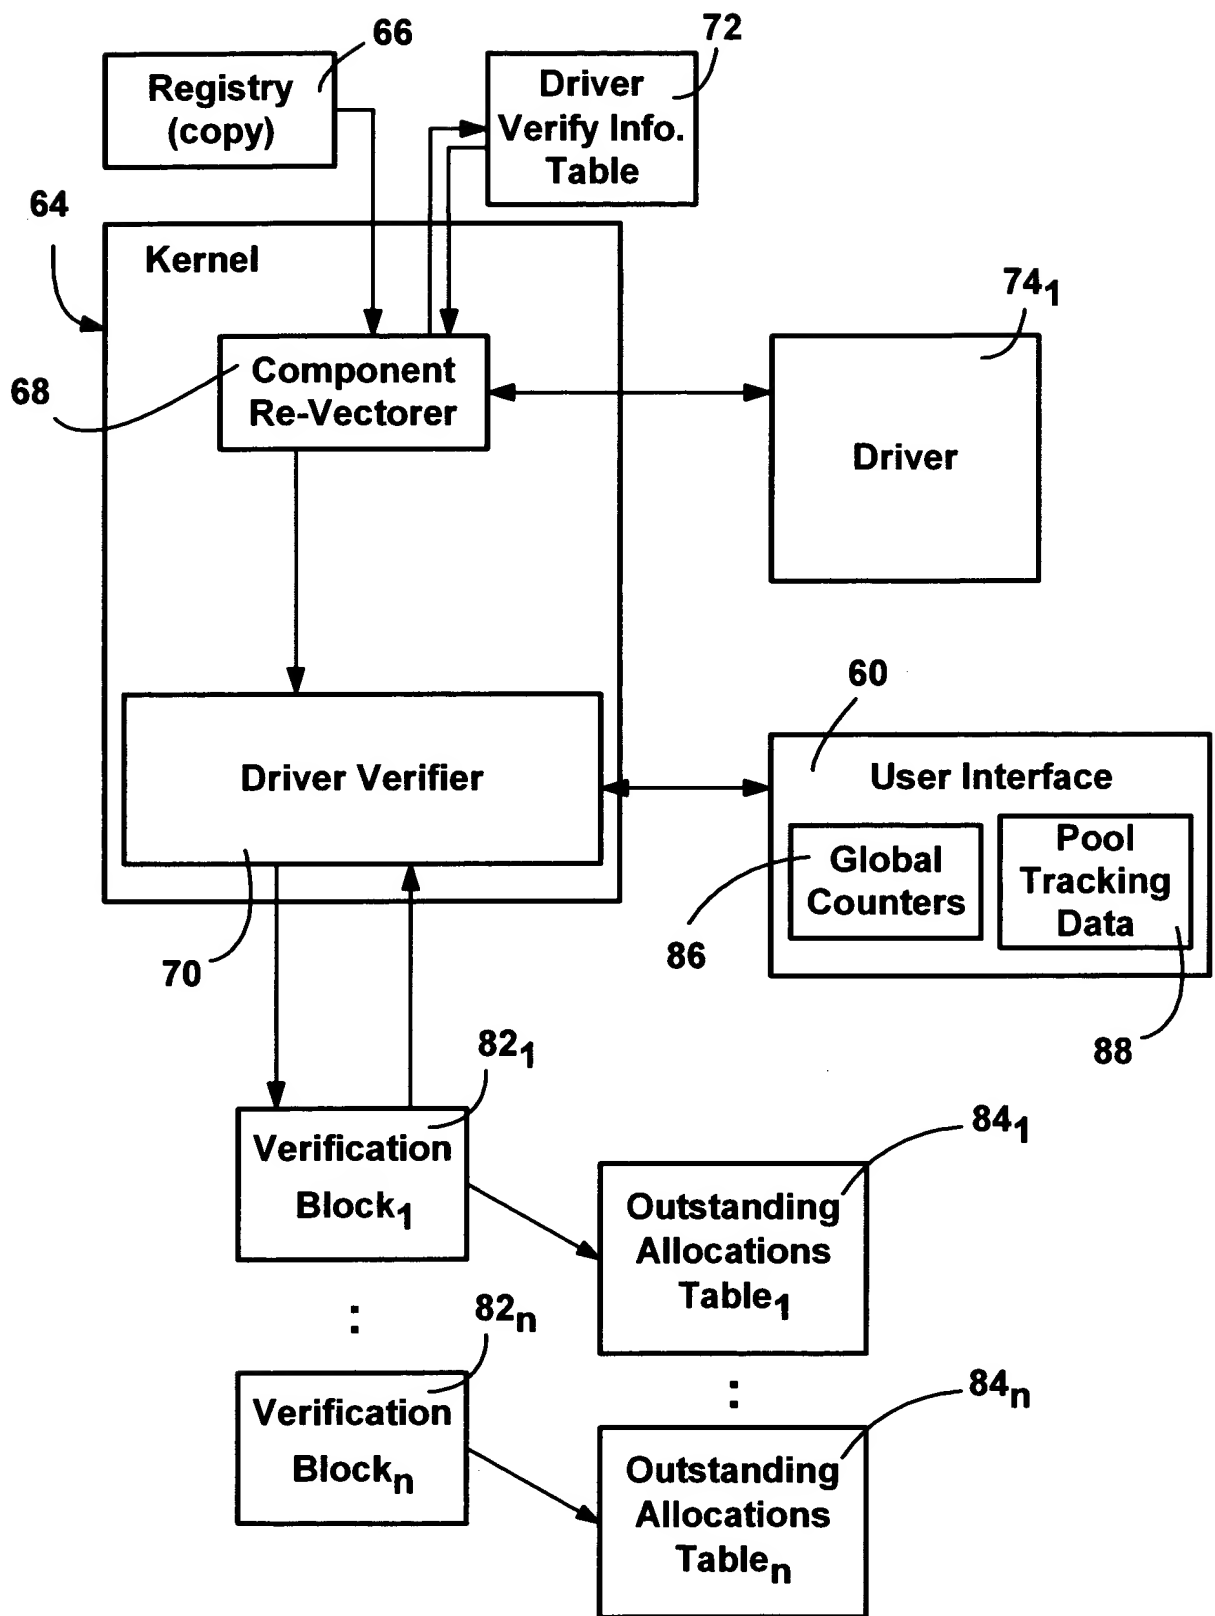 66
72
Registry
(copy)
Driver
Verify Info.
Table
64
Kernel
74₁
68
Component
Re-Vectorer
Driver
60
Driver Verifier
User Interface
Global
Counters
Pool
Tracking
Data
86
70
88
82₁
Verification
Block₁
84₁
Outstanding
Allocations
Table₁
:
82ₙ
:
84ₙ
Verification
Blockₙ
Outstanding
Allocations
Tableₙ